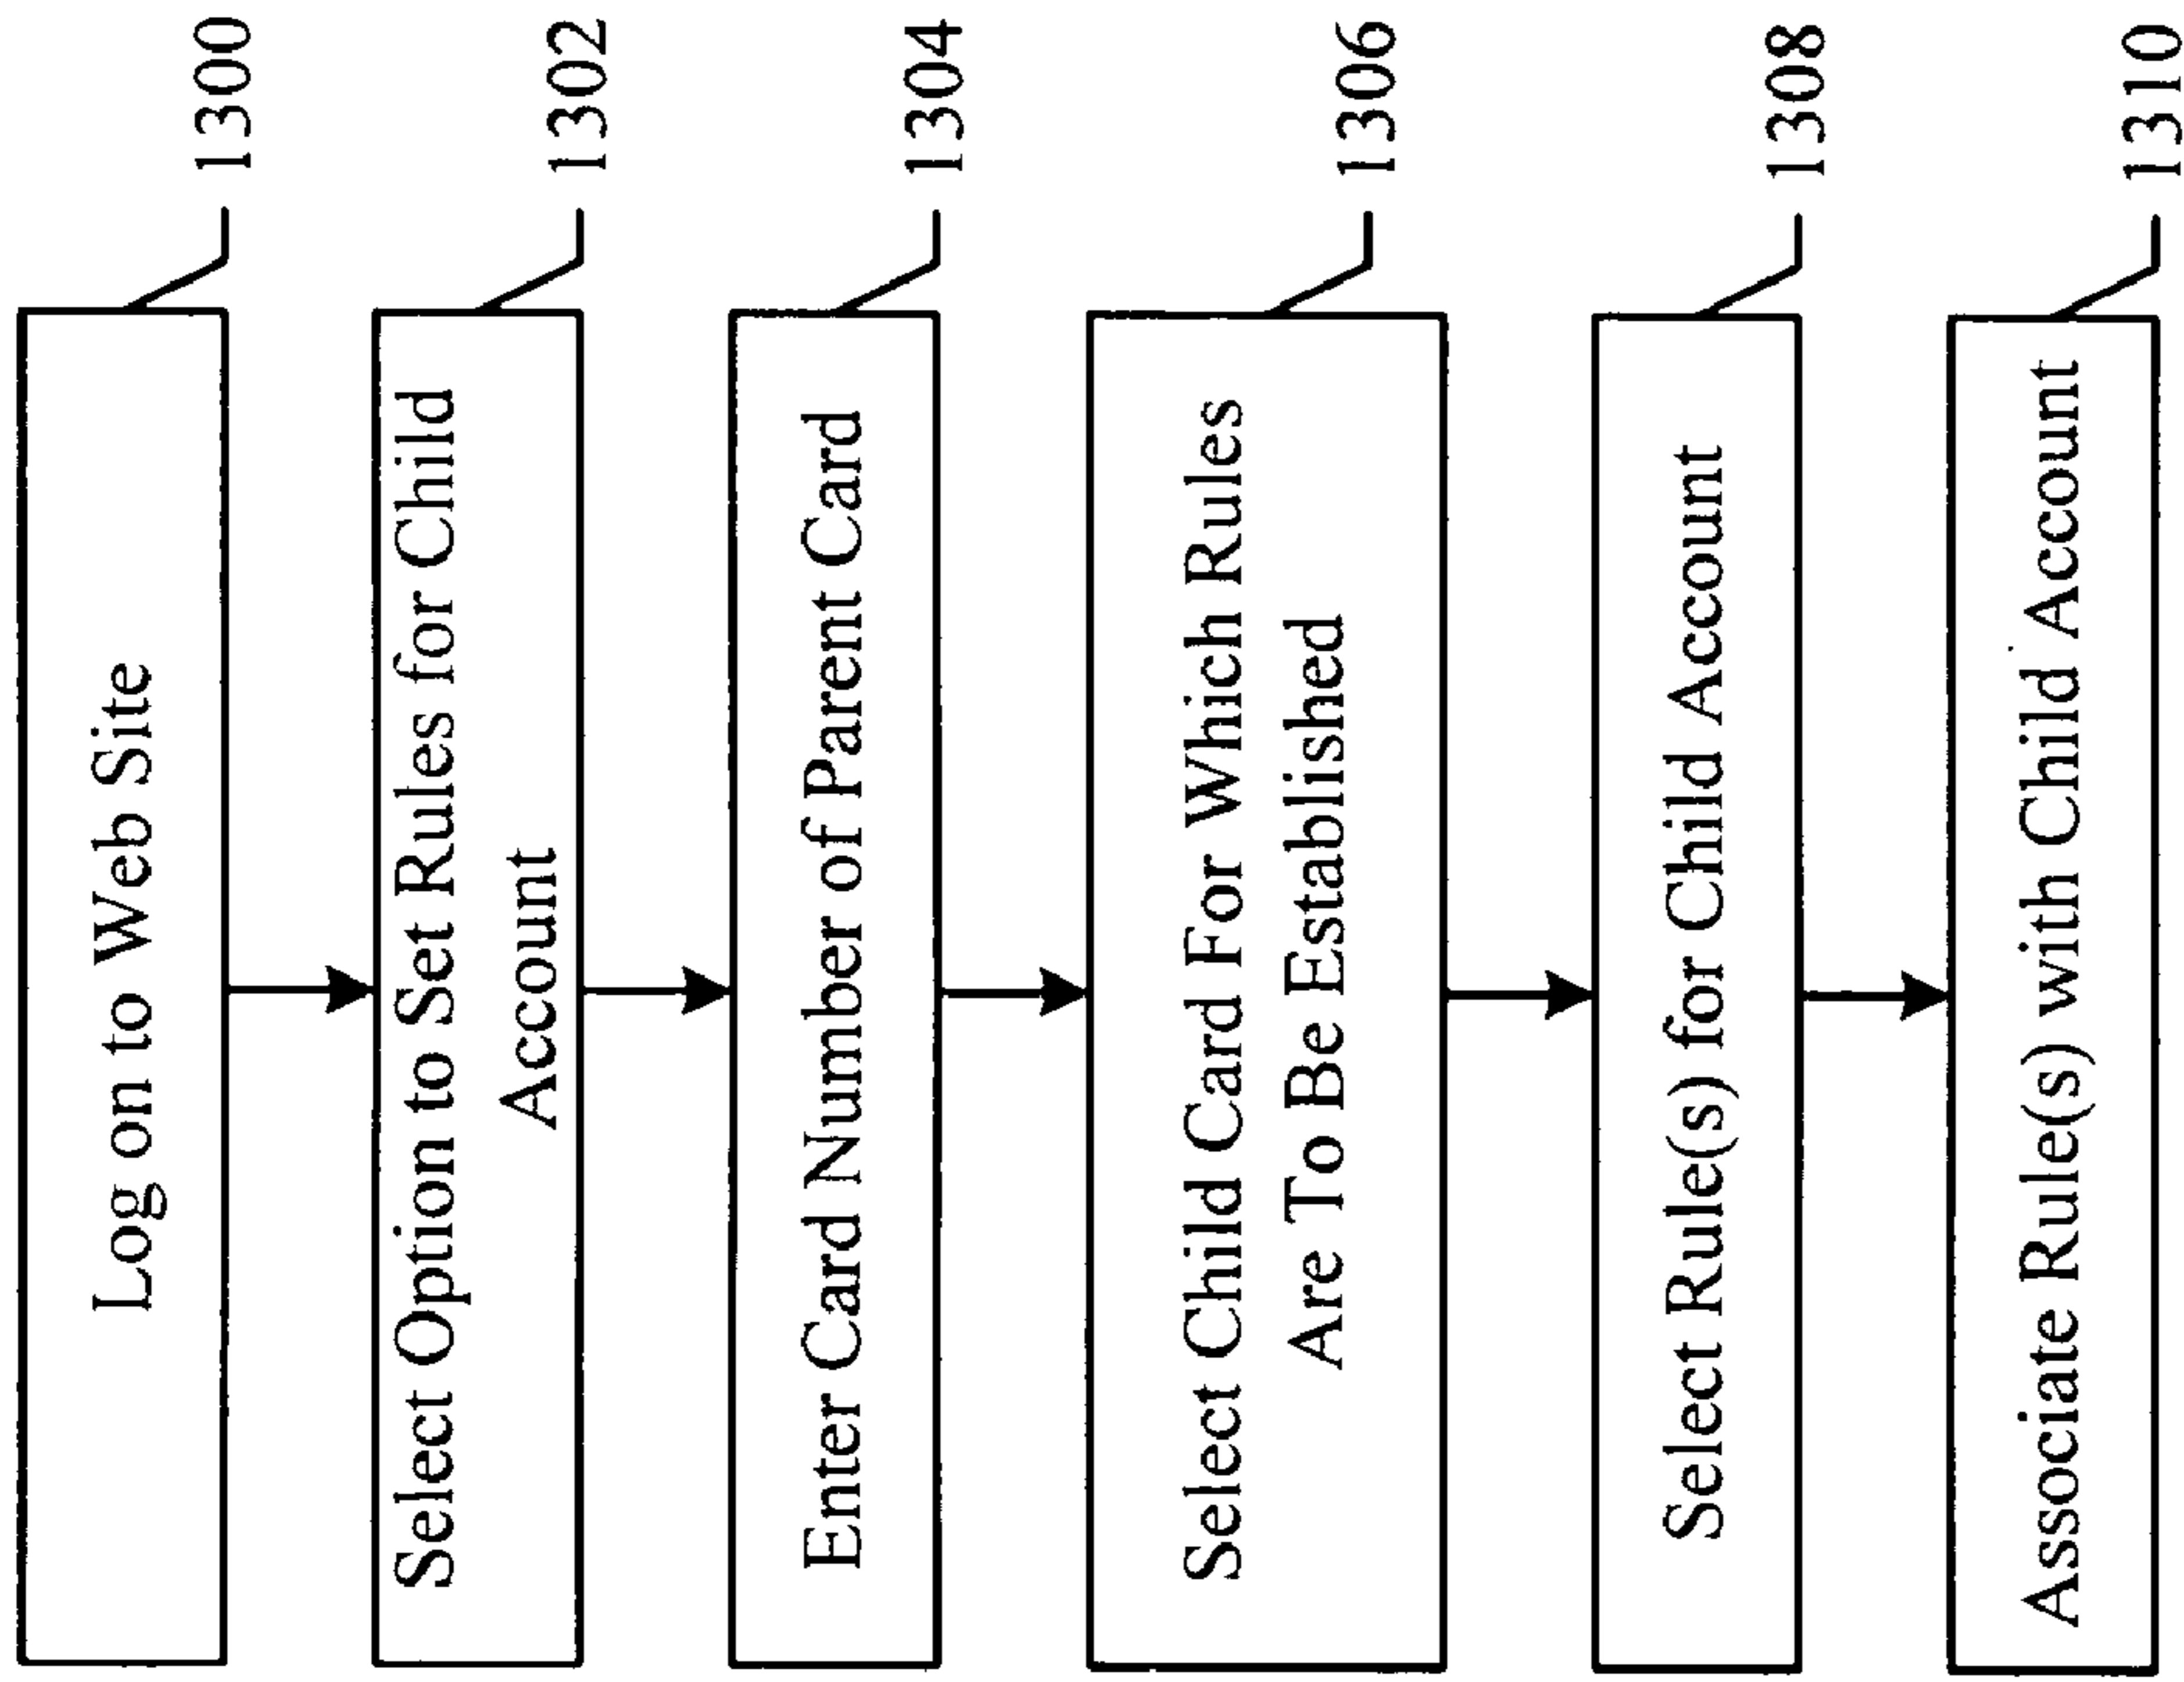 Log on to Web Site
1300
Select Option to Set Rules for Child
Account
1302
Enter Card Number of Parent Card
1304
Select Child Card For Which Rules
Are To Be Established
1306
Select Rule(s) for Child Account
1308
Associate Rule(s) with Child Account
1310